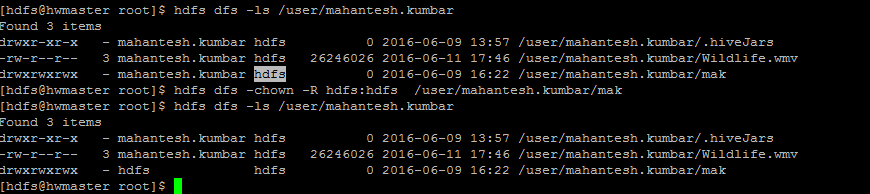 [hdfs@hwmaster root]$ hdfs dfs -ls /user/mahantesh.kumbar
Found 3 items
drwxr-xr-x   - mahantesh.kumbar hdfs          0 2016-06-09 13:57 /user/mahantesh.kumbar/.hiveJars
-rw-r--r--   3 mahantesh.kumbar hdfs   26246026 2016-06-11 17:46 /user/mahantesh.kumbar/Wildlife.wmv
drwxrwxrwx   - mahantesh.kumbar hdfs          0 2016-06-09 16:22 /user/mahantesh.kumbar/mak
[hdfs@hwmaster root]$ hdfs dfs -chown -R hdfs:hdfs  /user/mahantesh.kumbar/mak
[hdfs@hwmaster root]$ hdfs dfs -ls /user/mahantesh.kumbar
Found 3 items
drwxr-xr-x   - mahantesh.kumbar hdfs          0 2016-06-09 13:57 /user/mahantesh.kumbar/.hiveJars
-rw-r--r--   3 mahantesh.kumbar hdfs   26246026 2016-06-11 17:46 /user/mahantesh.kumbar/Wildlife.wmv
drwxrwxrwx   - hdfs             hdfs          0 2016-06-09 16:22 /user/mahantesh.kumbar/mak
[hdfs@hwmaster root]$